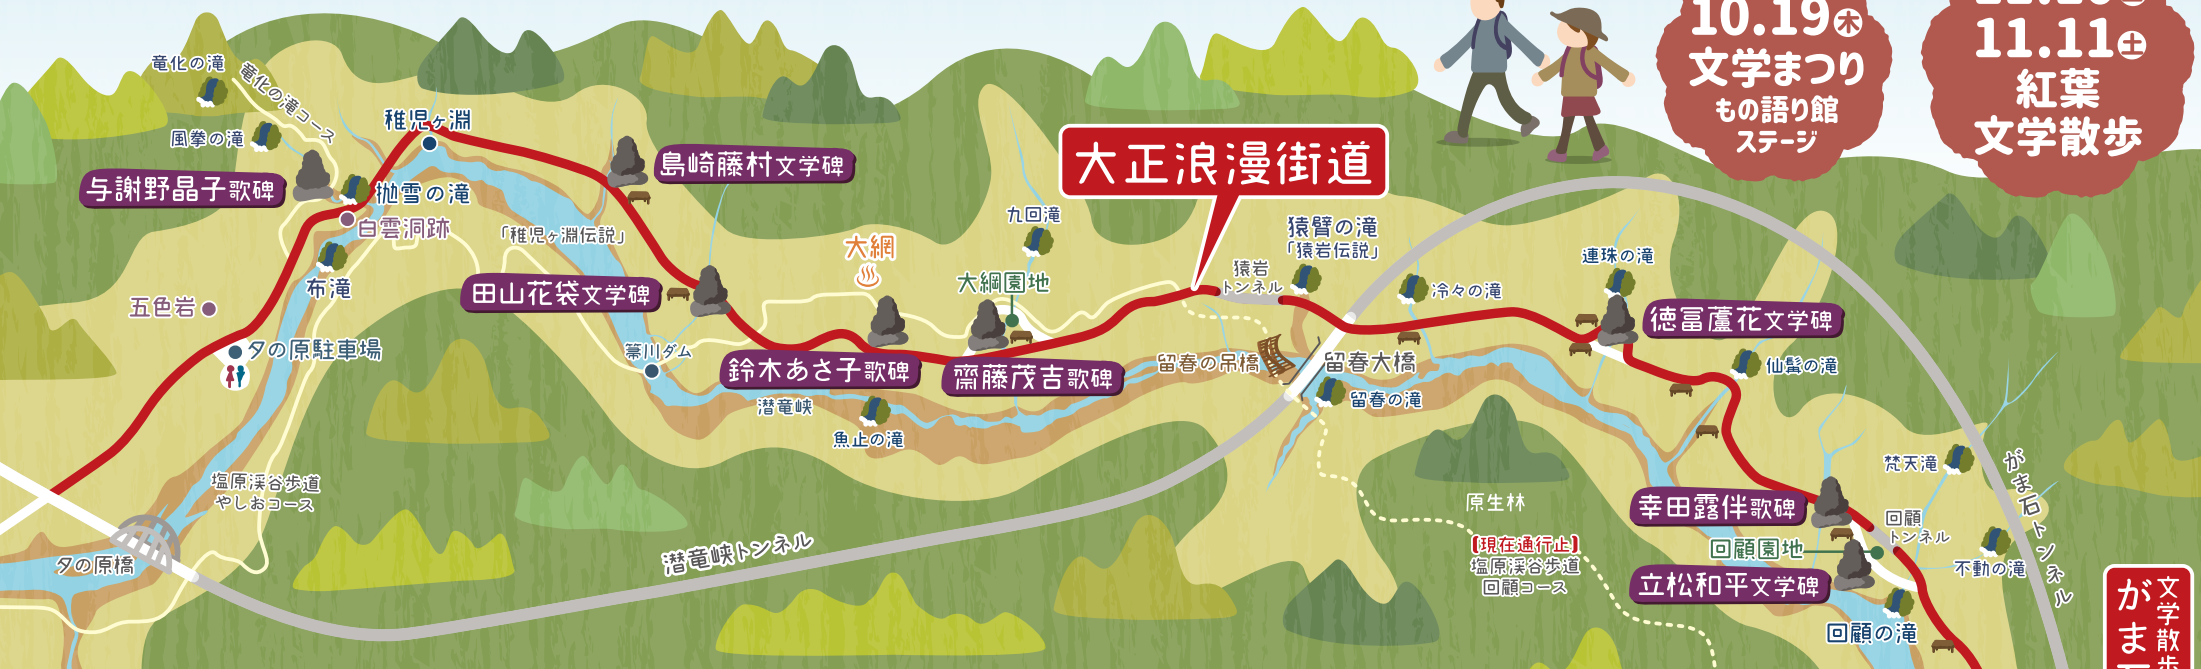 竜化の滝
竜化の滝コース
風挙の滝
稚児ヶ淵
与謝野晶子歌碑
抛雪の滝
白雲洞跡
布滝
五色岩
夕の原駐車場
塩原渓谷歩道
やしおコース
夕の原橋
島崎藤村文学碑
「稚児ヶ淵伝説」
田山花袋文学碑
箒川ダム
大網
大網園地
鈴木あさ子歌碑
齋藤茂吉歌碑
潜竜峡
魚止の滝
潜竜峡トンネル
九回滝
大正浪漫街道
猿岩
トンネル
猿臂の滝
「猿岩伝説」
冷々の滝
留春の吊橋
留春大橋
留春の滝
原生林
【現在通行止】
塩原渓谷歩道
回顧コース
連珠の滝
徳冨蘆花文学碑
仙髯の滝
幸田露伴歌碑
回顧園地
立松和平文学碑
回顧
トンネル
回顧の滝
梵天滝
不動の滝
がま石トンネル
10.19木
文学まつり
もの語り館
ステージ
11.11土
紅葉
文学散歩
文学散歩
がま